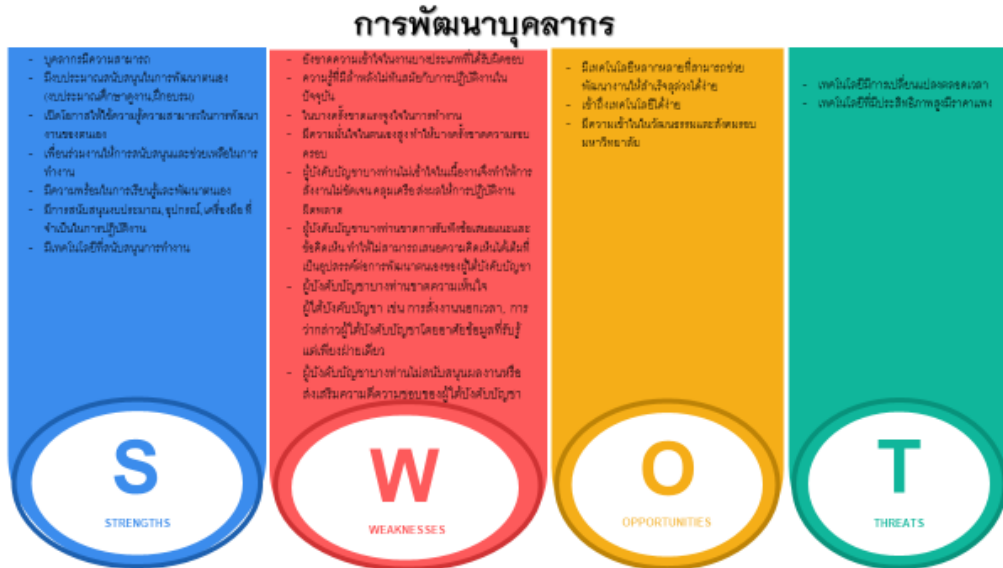 การพัฒนาบุคลากร
- บุคลากรมีความสามารถ
- มีงบประมาณสนับสนุนในการพัฒนาตนเอง
(งบประมาณศึกษาดูงาน,ฝึกอบรม)
- เปิดโอกาสให้ใช้ความรู้ความสามารถในการพัฒนา
งานของตนเอง
- เพื่อนร่วมงานให้การสนับสนุนและช่วยเหลือในการ
ทำงาน
- มีความพร้อมในการเรียนรู้และพัฒนาตนเอง
- มีการสนับสนุนงบประมาณ, อุปกรณ์, เครื่องมือ ที่
จำเป็นในการปฏิบัติงาน
- มีเทคโนโลยีที่สนับสนุนการทำงาน
S
STRENGTHS
- ยังขาดความเข้าใจในงานบางประเภทที่ได้รับผิดชอบ
- ความรู้ที่มีล้าหลังไม่ทันสมัยกับการปฏิบัติงานใน
ปัจจุบัน
- ในบางครั้งขาดแรงจูงใจในการทำงาน
- มีความมั่นใจในตนเองสูง ทำให้บางครั้งขาดความรอบ
ครอบ
- ผู้บังคับบัญชาบางท่านไม่เข้าใจในเนื้องานจึงทำให้การ
สั่งงานไม่ชัดเจน คลุมเครือ ส่งผลให้การปฏิบัติงาน
ผิดพลาด
- ผู้บังคับบัญชาบางท่านขาดการรับฟังข้อเสนอแนะและ
ข้อคิดเห็น ทำให้ไม่สามารถเสนอความคิดเห็นได้เต็มที่
เป็นอุปสรรค์ต่อการพัฒนาตนเองของผู้ใต้บังคับบัญชา
- ผู้บังคับบัญชาบางท่านขาดความเห็นใจ
ผู้ใต้บังคับบัญชา เช่น การสั่งงานนอกเวลา, การ
ว่ากล่าวผู้ใต้บังคับบัญชาโดยอาศัยข้อมูลที่รับรู้
แต่เพียงฝ่ายเดียว
- ผู้บังคับบัญชาบางท่านไม่สนับสนุนผลงานหรือ
ส่งเสริมความดีความชอบของผู้ใต้บังคับบัญชา
W
WEAKNESSES
- มีเทคโนโลยีหลากหลายที่สามารถช่วย
พัฒนางานให้สำเร็จลุล่วงได้ง่าย
- เข้าถึงเทคโนโลยีได้ง่าย
- มีความเข้าใจในวัฒนธรรมและสังคมรอบ
มหาวิทยาลัย
O
OPPORTUNITIES
- เทคโนโลยีมีการเปลี่ยนแปลงตลอดเวลา
- เทคโนโลยีที่มีประสิทธิภาพสูงมีราคาแพง
T
THREATS